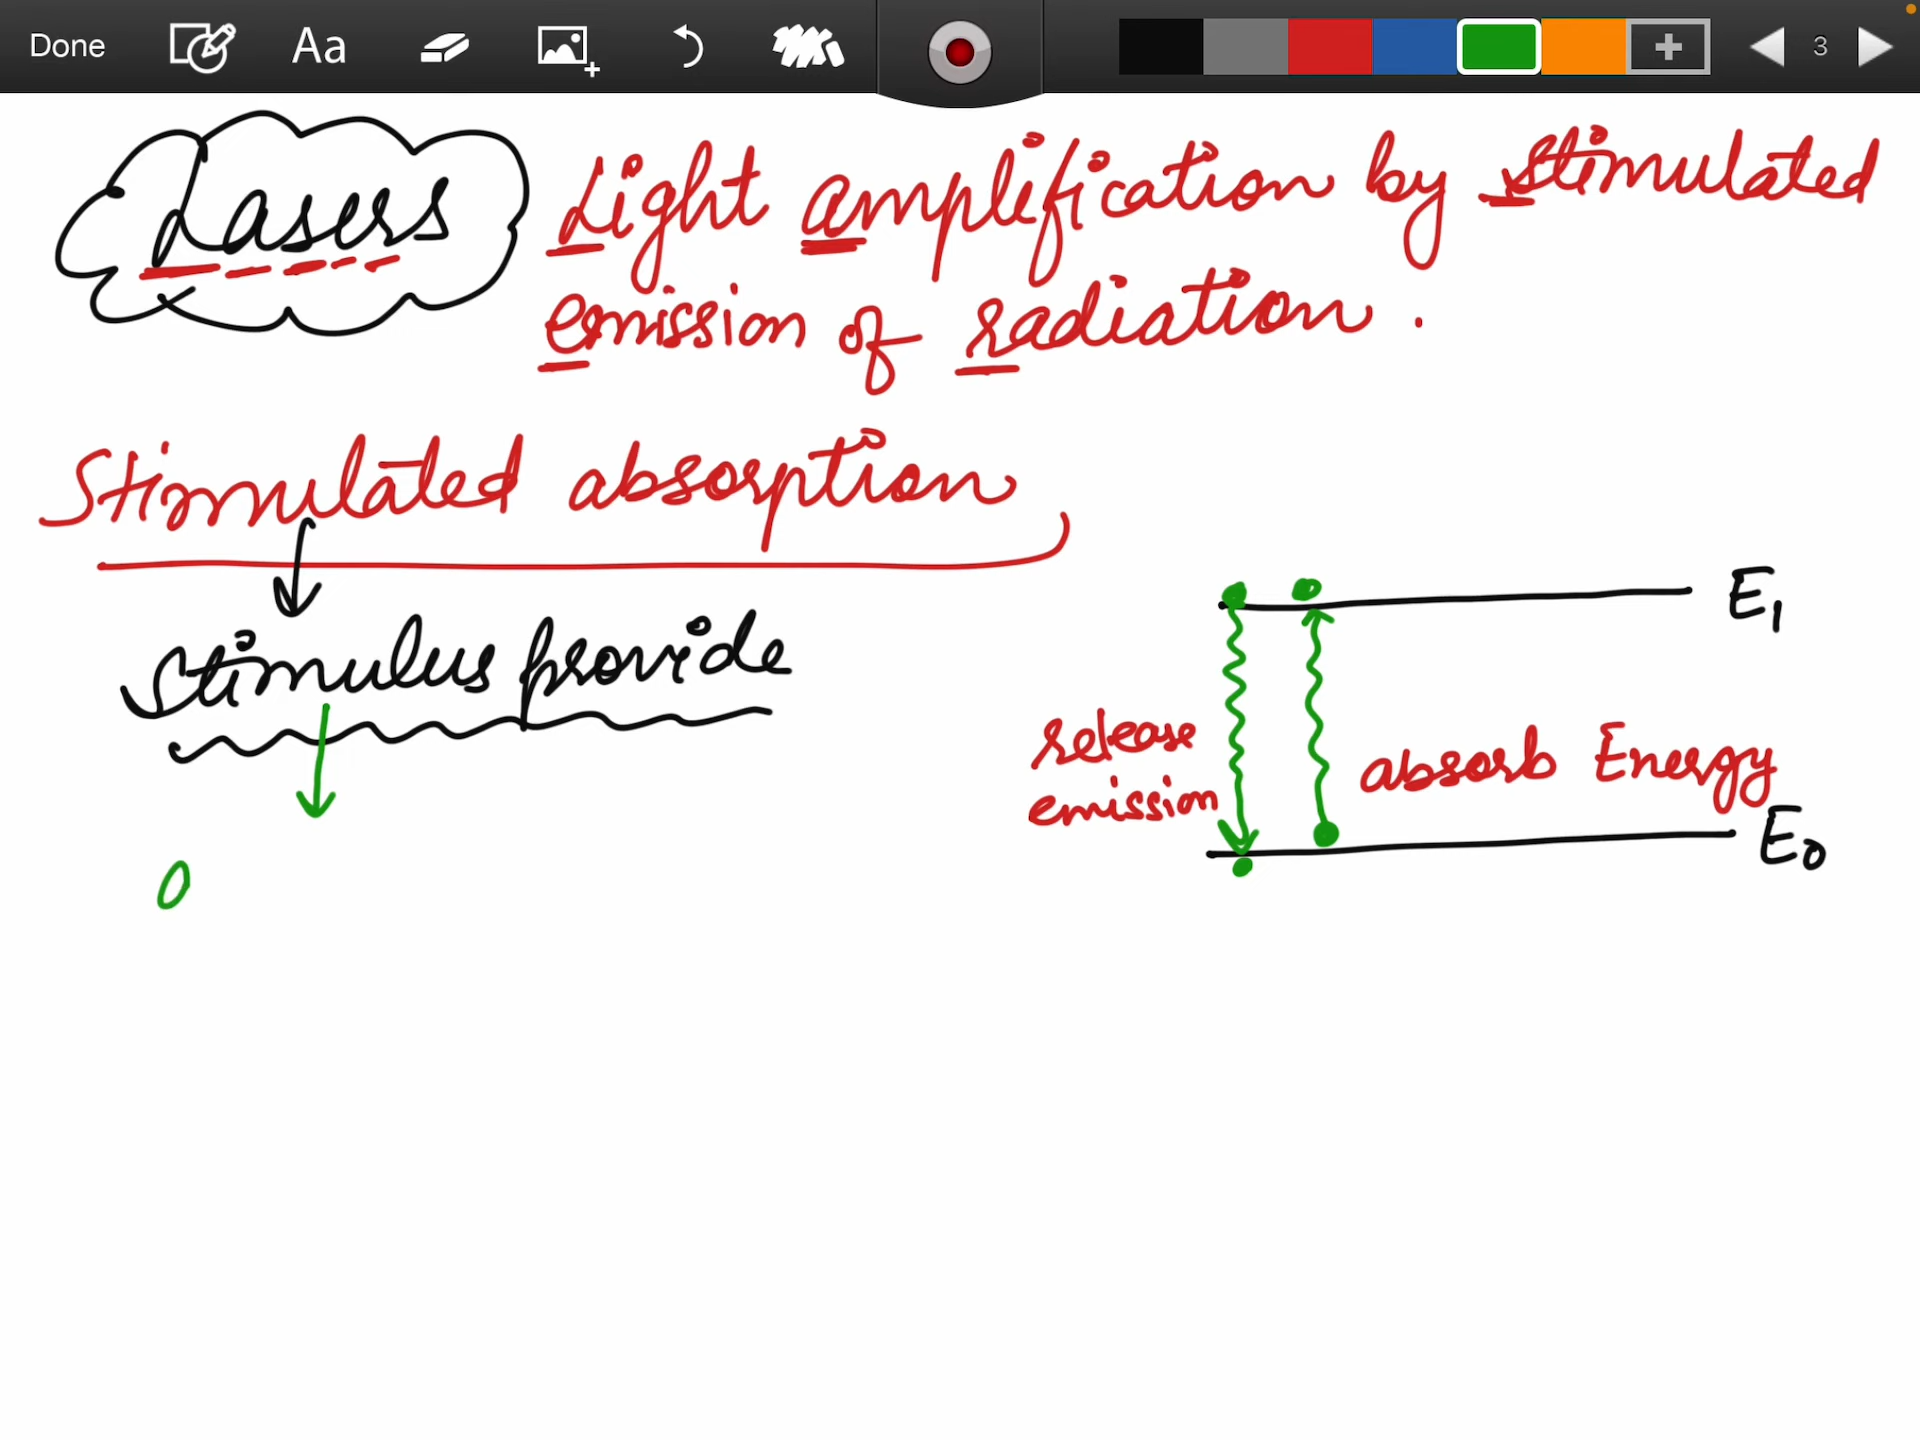 Done
Aa
3
Lasers
Light amplification by stimulated
emission of radiation.
Stimulated absorption
Stimulus provide
E1
release
emission
absorb Energy
E0
0